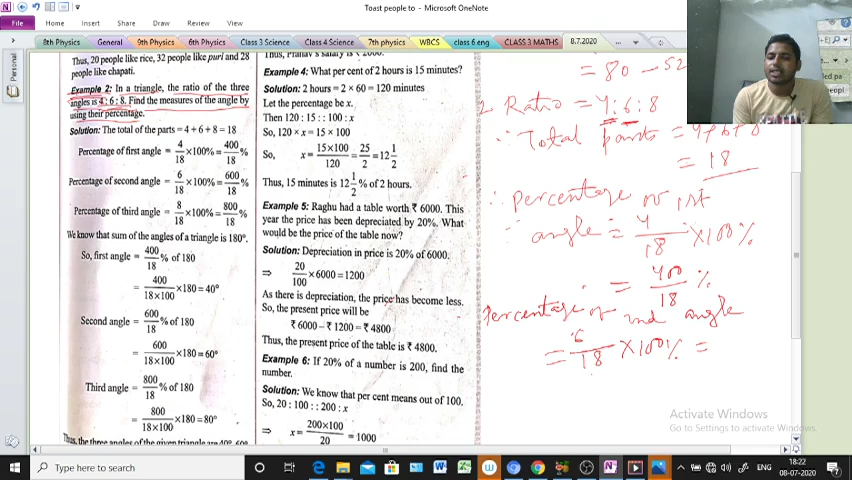 Toast people to - Microsoft OneNote
File Home Insert Share Draw Review View
8th Physics General 9th Physics 6th Physics Class 3 Science Class 4 Science 7th physics WBCS class 6 eng CLASS 3 MATHS 8.7.2020 ...
Personal
Thus, 20 people like rice, 32 people like puri and 28
people like chapati.
Example 2: In a triangle, the ratio of the three
angles is 4 : 6 : 8. Find the measures of the angle by
using their percentage.
Solution: The total of the parts = 4 + 6 + 8 = 18
Percentage of first angle = 4/18 ×100% = 400/18 %
Percentage of second angle = 6/18 ×100% = 600/18 %
Percentage of third angle = 8/18 ×100% = 800/18 %
We know that sum of the angles of a triangle is 180°.
So, first angle = 400/18 % of 180
= 400/18×100 ×180 = 40°
Second angle = 600/18 % of 180
= 600/18×100 ×180 = 60°
Third angle = 800/18 % of 180
= 800/18×100 ×180 = 80°
Thus, the three angles of the given triangle are 40°, 60°
Thus, Pranav's salary is ₹ 2000.
Example 4: What per cent of 2 hours is 15 minutes?
Solution: 2 hours = 2 × 60 = 120 minutes
Let the percentage be x.
Then 120 : 15 : : 100 : x
So, 120 × x = 15 × 100
So, x = 15×100/120 = 25/2 = 12 1/2
Thus, 15 minutes is 12 1/2 % of 2 hours.
Example 5: Raghu had a table worth ₹ 6000. This
year the price has been depreciated by 20%. What
would be the price of the table now?
Solution: Depreciation in price is 20% of 6000.
⇒ 20/100 ×6000 = 1200
As there is depreciation, the price has become less.
So, the present price will be
₹ 6000 – ₹ 1200 = ₹ 4800
Thus, the present price of the table is ₹ 4800.
Example 6: If 20% of a number is 200, find the
number.
Solution: We know that per cent means out of 100.
So, 20 : 100 : : 200 : x
⇒ x = 200×100/20 = 1000
= 80 - 52
2 Ratio = 4 : 6 : 8
∴ Total parts = 4+6+8
= 18
∴ Percentage of 1st
angle = 4/18 ×100%
= 400/18 %
Percentage of 2nd angle
= 6/18 ×100% =
Activate Windows
Go to Settings to activate Windows.
Type here to search
ENG
18:22
08-07-2020